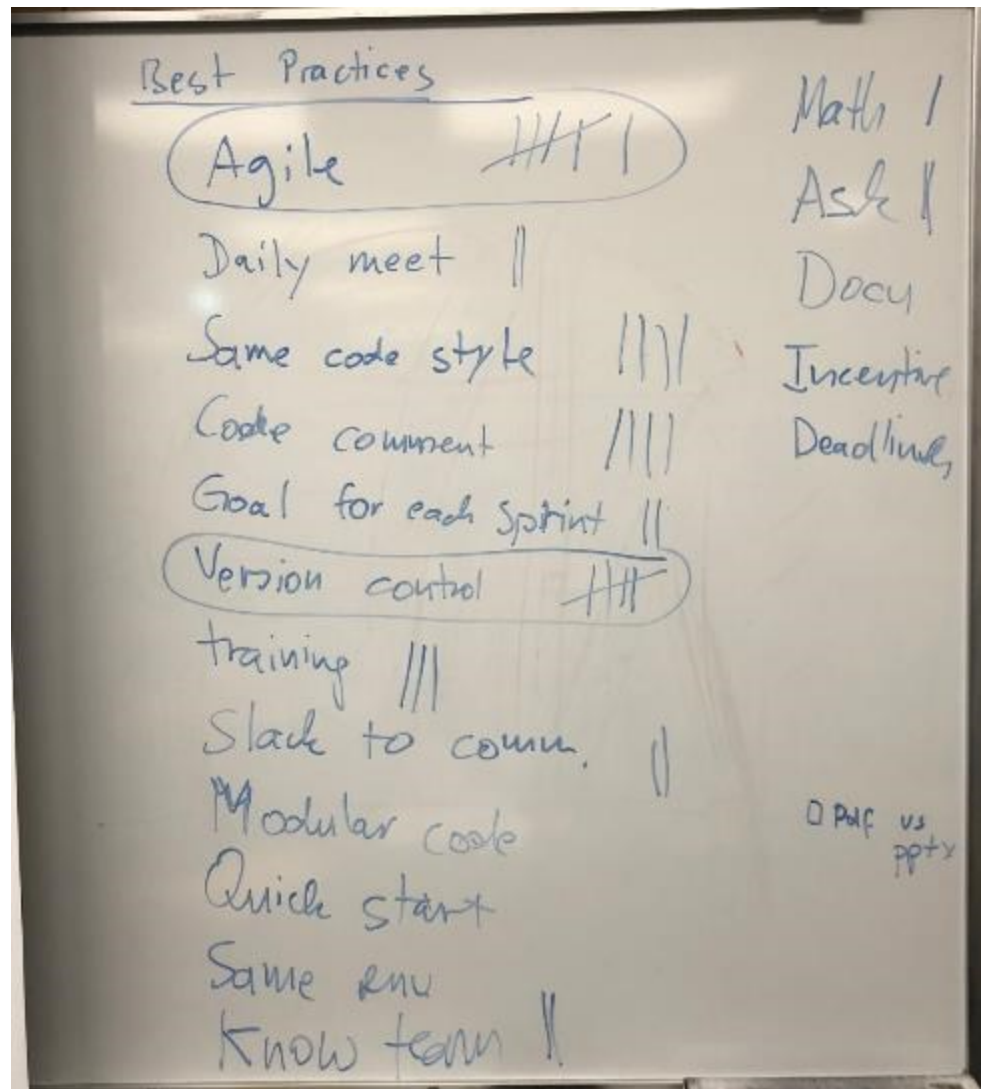 Best Practices
Agile
Daily meet ||
Same code style ||||
Code comment ||||
Goal for each sprint ||
Version control
training |||
Slack to comm. ||
Modular code
Quick start
Same env
Know team ||
Math |
Ask ||
Docu
Incentive
Deadlines
Pdf vs
pptx